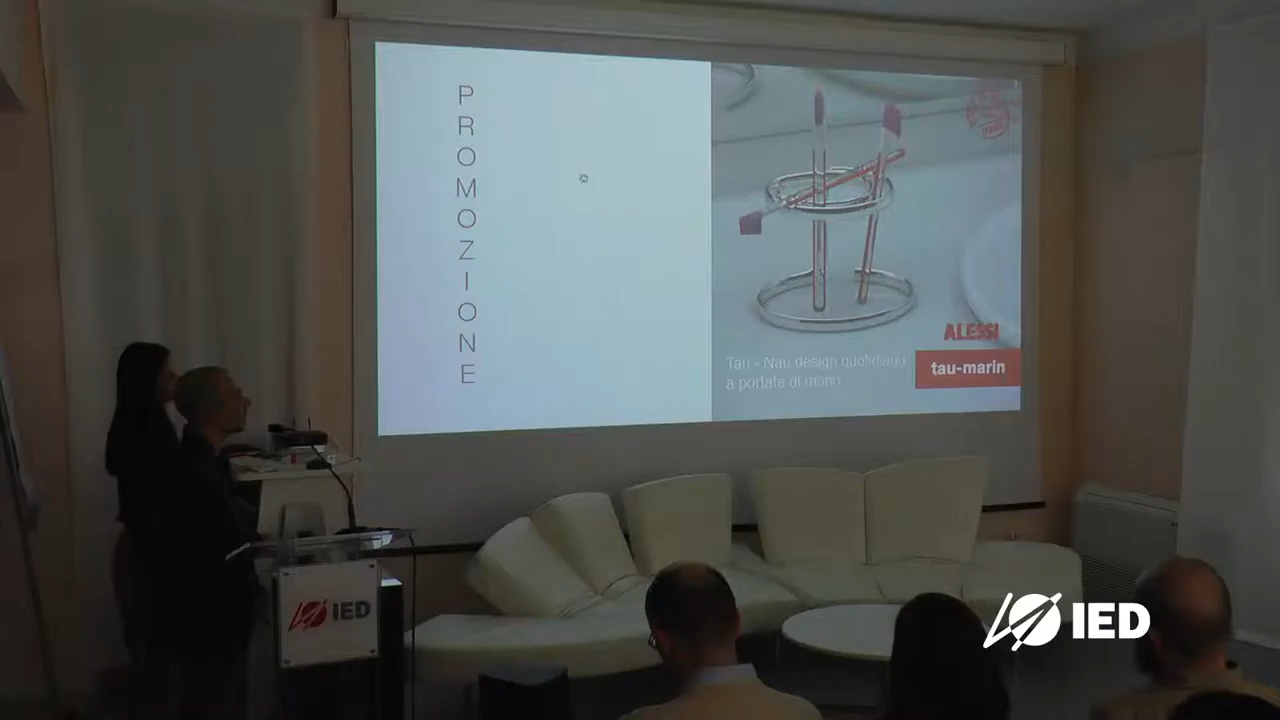 PROMOZIONE
ALESSI
Tau - Nau design quotidiano
a portata di mano
tau-marin
IED
IED